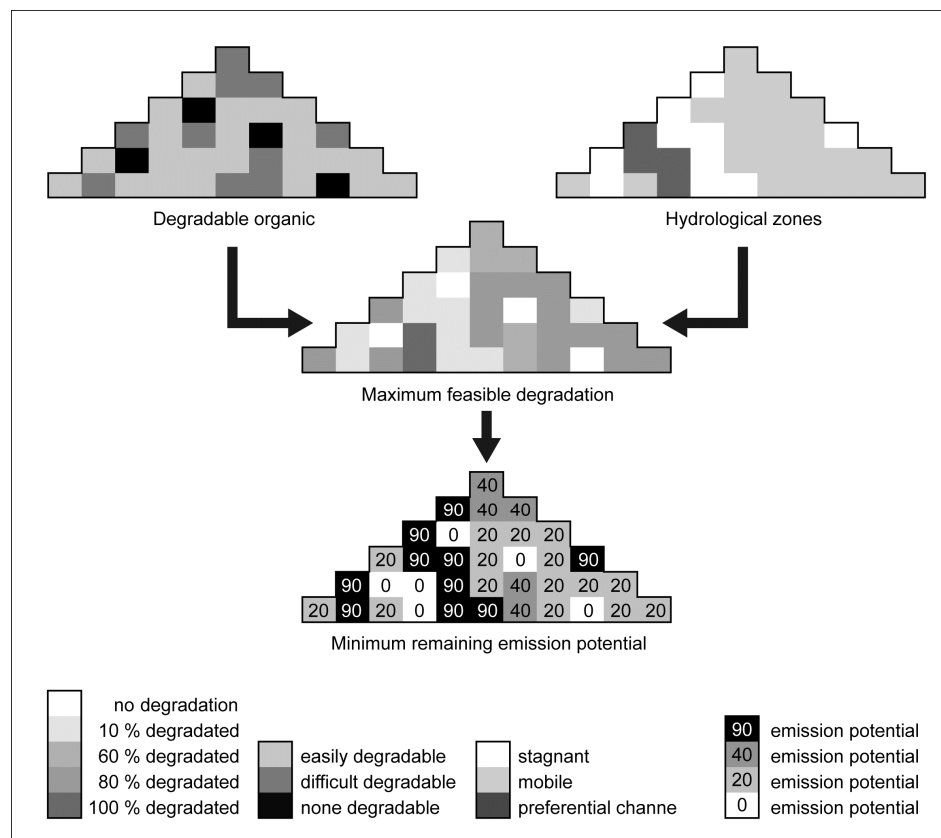 Degradable organic
Hydrological zones
Maximum feasible degradation
40
90 40 40
90 0 20 20 20
20 90 90 20 0 20 90
90 0 0 90 20 40 20 20 20
20 90 20 0 90 90 40 20 0 20 20
Minimum remaining emission potential
no degradation
10 % degradated
60 % degradated
80 % degradated
100 % degradated
easily degradable
difficult degradable
none degradable
stagnant
mobile
preferential channe
90 emission potential
40 emission potential
20 emission potential
0 emission potential